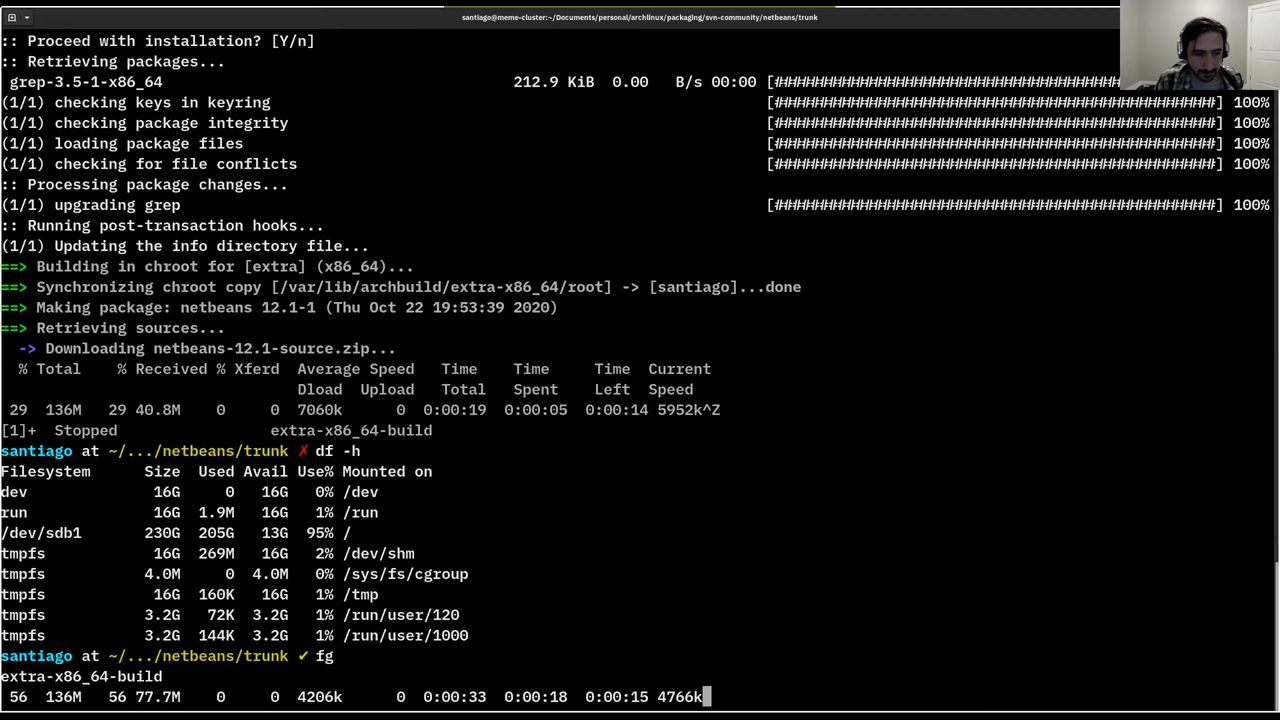 santiago@meme-cluster:~/Documents/personal/archlinux/packaging/svn-community/netbeans/trunk
:: Proceed with installation? [Y/n]
:: Retrieving packages...
grep-3.5-1-x86_64 212.9 KiB 0.00 B/s 00:00 [######################################
(1/1) checking keys in keyring [#################################################] 100%
(1/1) checking package integrity [#################################################] 100%
(1/1) loading package files [#################################################] 100%
(1/1) checking for file conflicts [#################################################] 100%
:: Processing package changes...
(1/1) upgrading grep [#################################################] 100%
:: Running post-transaction hooks...
(1/1) Updating the info directory file...
==> Building in chroot for [extra] (x86_64)...
==> Synchronizing chroot copy [/var/lib/archbuild/extra-x86_64/root] -> [santiago]...done
==> Making package: netbeans 12.1-1 (Thu Oct 22 19:53:39 2020)
==> Retrieving sources...
-> Downloading netbeans-12.1-source.zip...
% Total % Received % Xferd Average Speed Time Time Time Current
Dload Upload Total Spent Left Speed
29 136M 29 40.8M 0 0 7060k 0 0:00:19 0:00:05 0:00:14 5952k^Z
[1]+ Stopped extra-x86_64-build
santiago at ~/.../netbeans/trunk ✗ df -h
Filesystem Size Used Avail Use% Mounted on
dev 16G 0 16G 0% /dev
run 16G 1.9M 16G 1% /run
/dev/sdb1 230G 205G 13G 95% /
tmpfs 16G 269M 16G 2% /dev/shm
tmpfs 4.0M 0 4.0M 0% /sys/fs/cgroup
tmpfs 16G 160K 16G 1% /tmp
tmpfs 3.2G 72K 3.2G 1% /run/user/120
tmpfs 3.2G 144K 3.2G 1% /run/user/1000
santiago at ~/.../netbeans/trunk ✔ fg
extra-x86_64-build
56 136M 56 77.7M 0 0 4206k 0 0:00:33 0:00:18 0:00:15 4766k